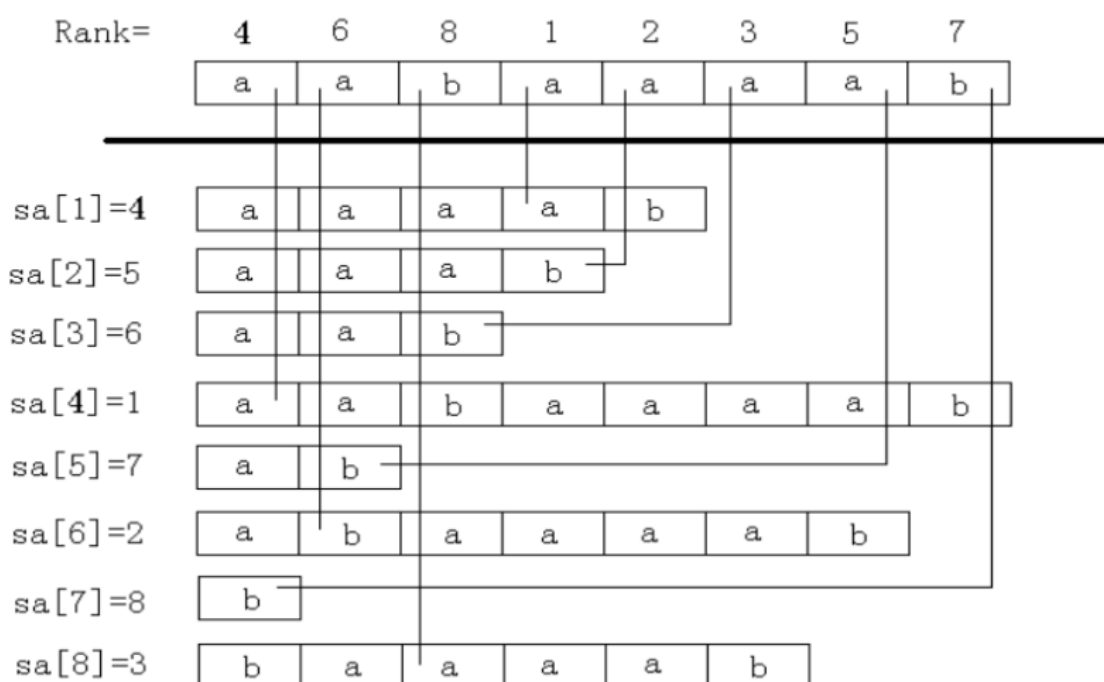 Rank= 4 6 8 1 2 3 5 7
a a b a a a a b
sa[1]=4 a a a a b
sa[2]=5 a a a b
sa[3]=6 a a b
sa[4]=1 a a b a a a a b
sa[5]=7 a b
sa[6]=2 a b a a a a b
sa[7]=8 b
sa[8]=3 b a a a a b